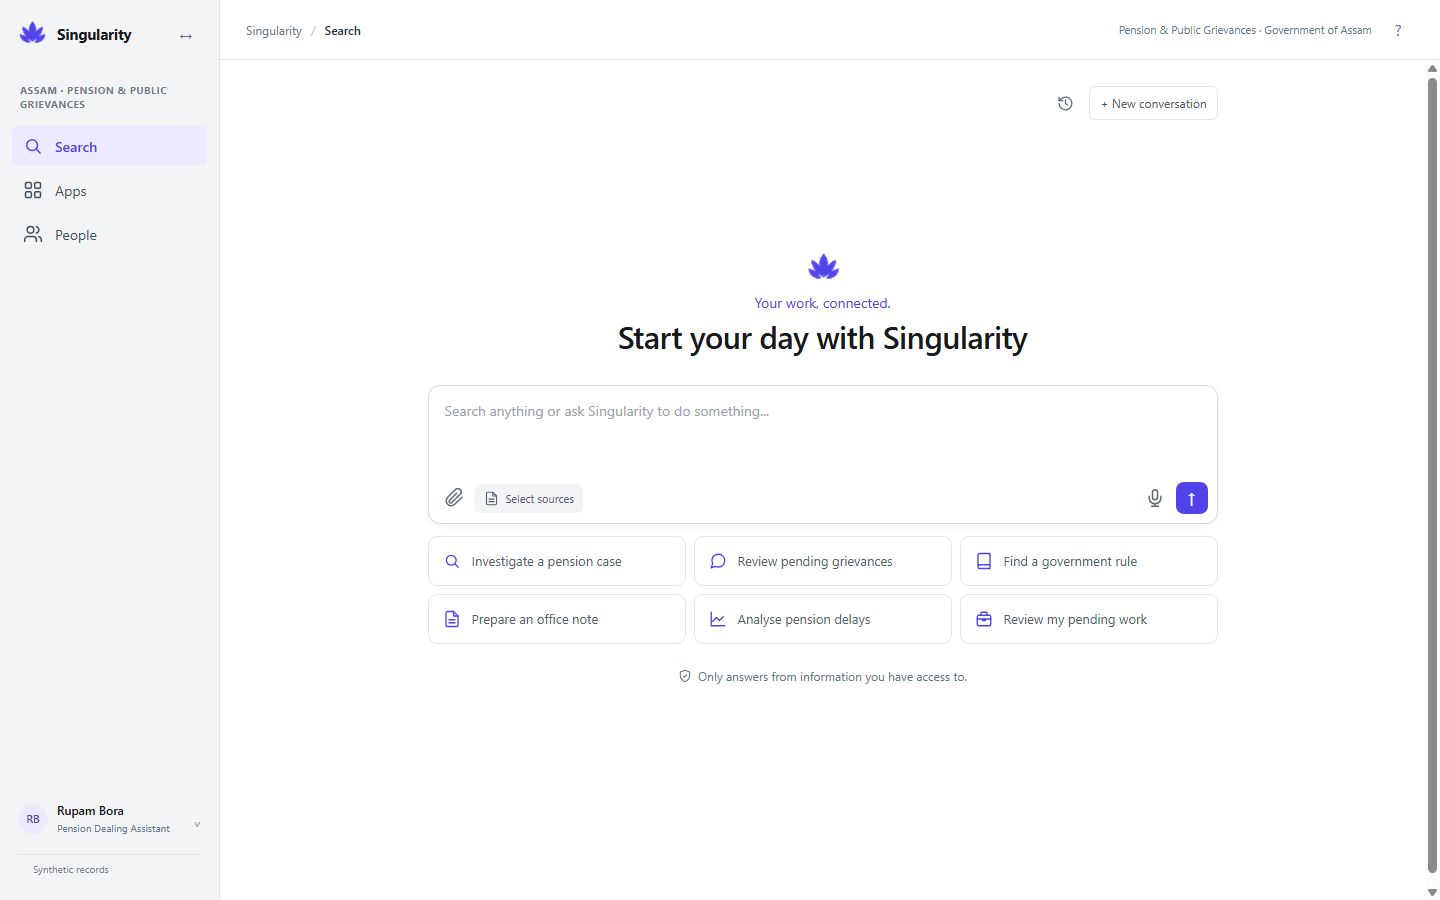 Singularity
ASSAM · PENSION & PUBLIC
GRIEVANCES
Search
Apps
People
Singularity / Search
Pension & Public Grievances · Government of Assam
?
+ New conversation
Your work, connected.
Start your day with Singularity
Search anything or ask Singularity to do something...
Select sources
Investigate a pension case
Review pending grievances
Find a government rule
Prepare an office note
Analyse pension delays
Review my pending work
Only answers from information you have access to.
RB
Rupam Bora
Pension Dealing Assistant
Synthetic records